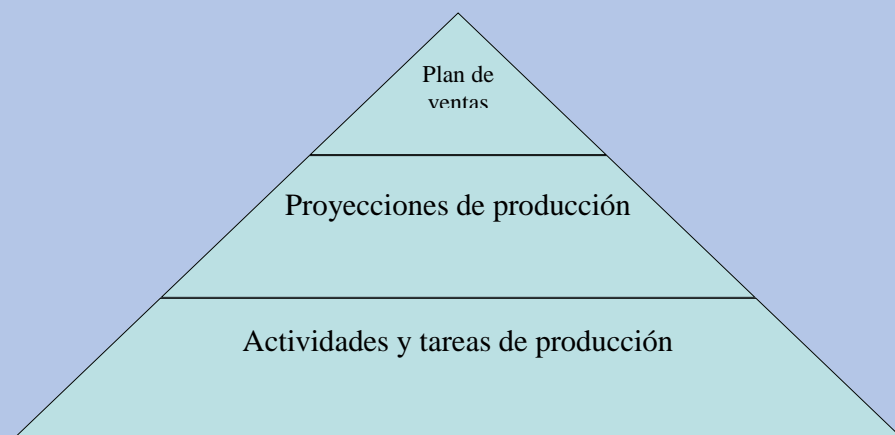 Plan de
ventas
Proyecciones de producción
Actividades y tareas de producción